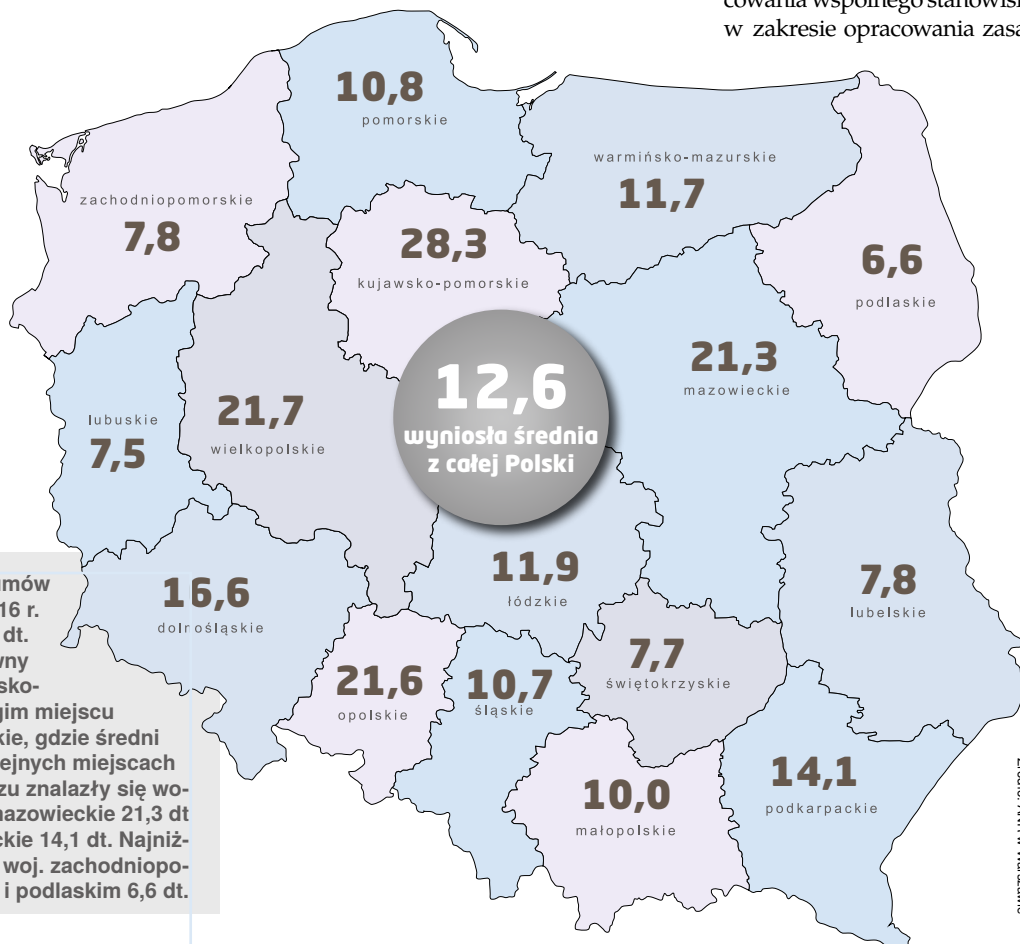 cowania wspólnego stanowisk
w zakresie opracowania zasa
10,8
pomorskie
warmińsko-mazurskie
11,7
zachodniopomorskie
7,8
28,3
kujawsko-pomorskie
6,6
podlaskie
21,3
mazowieckie
12,6
wyniosła średnia
z całej Polski
lubuskie
7,5
21,7
wielkopolskie
11,9
łódzkie
7,8
lubelskie
16,6
dolnośląskie
7,7
świętokrzyskie
21,6
opolskie
10,7
śląskie
10,0
małopolskie
14,1
podkarpackie
umów
16 r.
dt.
wny
sko-
gim miejscu
kie, gdzie średni
ejnych miejscach
zu znalazły się wo-
mazowieckie 21,3 dt
ckie 14,1 dt. Najniż-
woj. zachodniopo-
i podlaskim 6,6 dt.